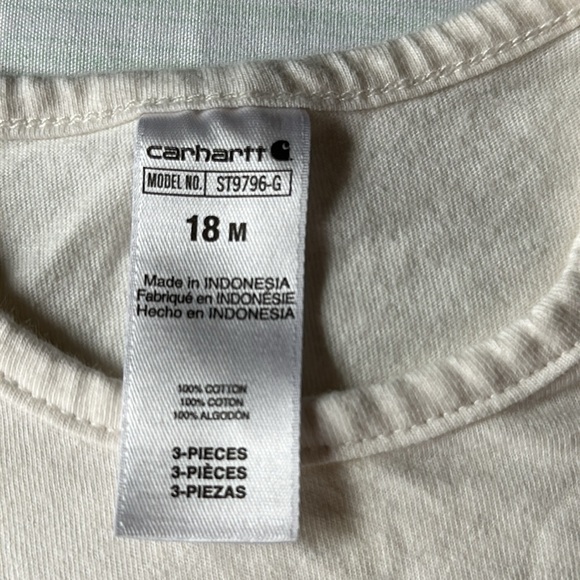 carhartt
MODEL NO. ST9796-G
18 M
Made in INDONESIA
Fabriqué en INDONÉSIE
Hecho en INDONESIA
100% COTTON
100% COTON
100% ALGODÓN
3-PIECES
3-PIÈCES
3-PIEZAS